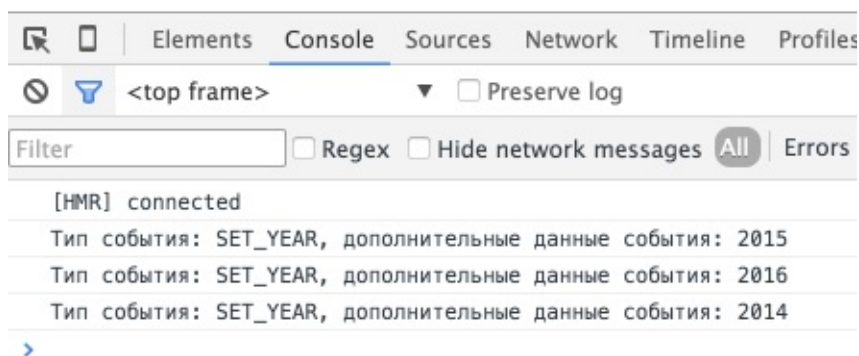 Elements Console Sources Network Timeline Profiles
<top frame> ▼ Preserve log
Filter Regex Hide network messages All Errors
[HMR] connected
Тип события: SET_YEAR, дополнительные данные события: 2015
Тип события: SET_YEAR, дополнительные данные события: 2016
Тип события: SET_YEAR, дополнительные данные события: 2014
>